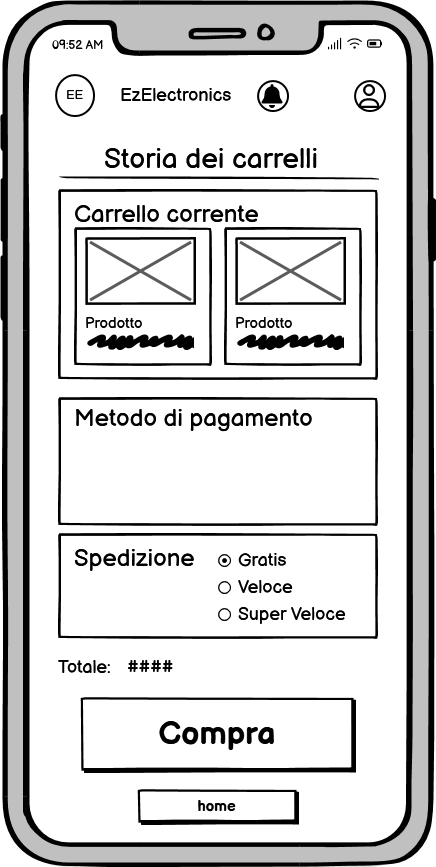 09:52 AM
EE
EzElectronics
Storia dei carrelli
Carrello corrente
Prodotto
Prodotto
Metodo di pagamento
Spedizione
Gratis
Veloce
Super Veloce
Totale: ####
Compra
home